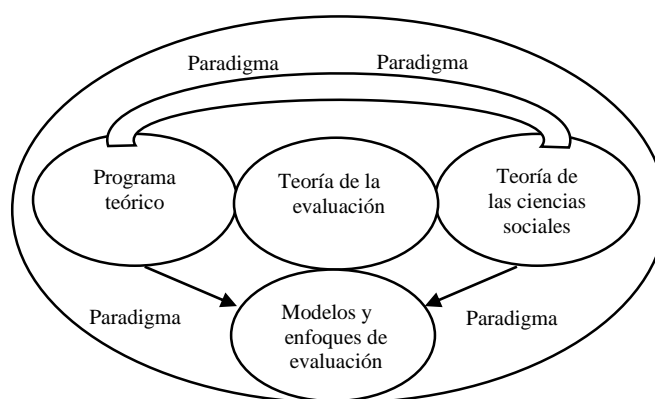 Paradigma Paradigma
Programa
teórico
Teoría de la
evaluación
Teoría de
las ciencias
sociales
Paradigma
Modelos y
enfoques de
evaluación
Paradigma